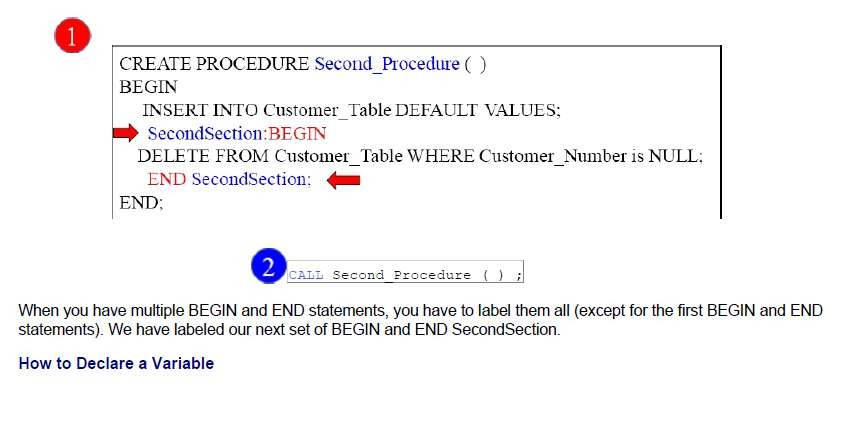 1
CREATE PROCEDURE Second_Procedure ( )
BEGIN
INSERT INTO Customer_Table DEFAULT VALUES;
SecondSection:BEGIN
DELETE FROM Customer_Table WHERE Customer_Number is NULL;
END SecondSection;
END;
2
CALL Second_Procedure ( ) ;
When you have multiple BEGIN and END statements, you have to label them all (except for the first BEGIN and END
statements). We have labeled our next set of BEGIN and END SecondSection.
How to Declare a Variable